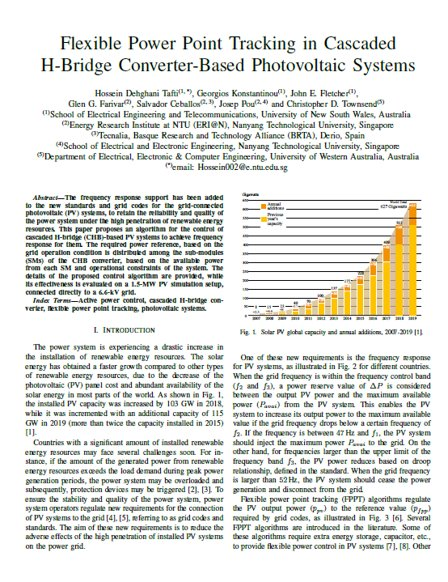 Flexible Power Point Tracking in Cascaded
H-Bridge Converter-Based Photovoltaic Systems
Hossein Dehghani Tafti(1, *), Georgios Konstantinou(1), John E. Fletcher(1),
Glen G. Farivar(2), Salvador Ceballos(2, 3), Josep Pou(2,4) and Christopher D. Townsend(5)
(1)School of Electrical Engineering and Telecommunications, University of New South Wales, Australia
(2)Energy Research Institute at NTU (ERI@N), Nanyang Technological University, Singapore
(3)Tecnalia, Basque Research and Technology Alliance (BRTA), Derio, Spain
(4)School of Electrical and Electronic Engineering, Nanyang Technological University, Singapore
(5)Department of Electrical, Electronic & Computer Engineering, University of Western Australia, Australia
(*)email: Hossein002@e.ntu.edu.sg
Abstract—The frequency response support has been added
to the new standards and grid codes for the grid-connected
photovoltaic (PV) systems, to retain the reliability and quality of
the power system under the high penetration of renewable energy
resources. This paper proposes an algorithm for the control of
cascaded H-bridge (CHB)-based PV systems to achieve frequency
response for them. The required power reference, based on the
grid operation condition is distributed among the sub-modules
(SMs) of the CHB converter, based on the available power
from each SM and operational constraints of the system. The
details of the proposed control algorithm are provided, while
its effectiveness is evaluated on a 1.5-MW PV simulation setup,
connected directly to a 6.6-kV grid.
Index Terms—Active power control, cascaded H-bridge con-
verter, flexible power point tracking, photovoltaic systems.
I. INTRODUCTION
The power system is experiencing a drastic increase in
the installation of renewable energy resources. The solar
energy has obtained a faster growth compared to other types
of renewable energy resources, due to the decrease of the
photovoltaic (PV) panel cost and abundant availability of the
solar energy in most parts of the world. As shown in Fig. 1,
the installed PV capacity was increased by 103 GW in 2018,
while it was incremented with an additional capacity of 115
GW in 2019 (more than twice the capacity installed in 2015)
[1].
Countries with a significant amount of installed renewable
energy resources may face several challenges soon. For in-
stance, if the amount of the generated power from renewable
energy resources exceeds the load demand during peak power
generation periods, the power system may be overloaded and
subsequently, protection devices may be triggered [2], [3]. To
ensure the stability and quality of the power system, power
system operators regulate new requirements for the connection
of PV systems to the grid [4], [5], referring to as grid codes and
standards. The aim of these new requirements is to reduce the
adverse effects of the high penetration of installed PV systems
on the power grid.
Gigawatts
World Total
627 Gigawatts
Annual
additions
Previous
year's
capacity
2007 2008 2009 2010 2011 2012 2013 2014 2015 2016 2017 2018 2019
Fig. 1. Solar PV global capacity and annual additions, 2007-2019 [1].
One of these new requirements is the frequency response
for PV systems, as illustrated in Fig. 2 for different countries.
When the grid frequency is within the frequency control band
(f2 and f3), a power reserve value of ΔP is considered
between the output PV power and the maximum available
power (Pavai) from the PV system. This enables the PV
system to increase its output power to the maximum available
value if the grid frequency drops below a certain frequency of
f2. If the frequency is between 47 Hz and f1, the PV system
should inject the maximum power Pavai to the grid. On the
other hand, for frequencies larger than the upper limit of the
frequency band f3, the PV power reduces based on droop
relationship, defined in the standard. When the grid frequency
is larger than 52 Hz, the PV system should cease the power
generation and disconnect from the grid.
Flexible power point tracking (FPPT) algorithms regulate
the PV output power (ppv) to the reference value (pfpp)
required by grid codes, as illustrated in Fig. 3 [6]. Several
FPPT algorithms are introduced in the literature. Some of
these algorithms require extra energy storage, capacitor, etc.,
to provide flexible power control in PV systems [7], [8]. Other